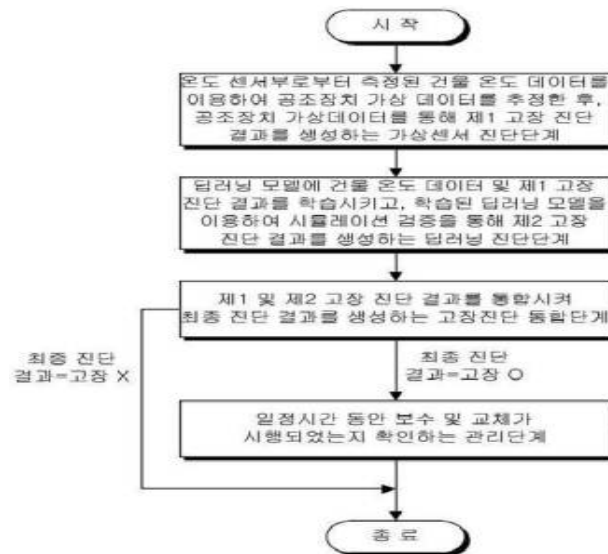 시 작
온도 센서부로부터 측정된 건물 온도 데이터를
이용하여 공조장치 가상 데이터를 추정한 후,
공조장치 가상데이터를 통해 제1 고장 진단
결과를 생성하는 가상센서 진단단계
딥러닝 모델에 건물 온도 데이터 및 제1 고장
진단 결과를 학습시키고, 학습된 딥러닝 모델을
이용하여 시뮬레이션 검증을 통해 제2 고장
진단 결과를 생성하는 딥러닝 진단단계
제1 및 제2 고장 진단 결과를 통합시켜
최종 진단 결과를 생성하는 고장진단 통합단계
최종 진단
결과=고장 X
최종 진단
결과=고장 O
일정시간 동안 보수 및 교체가
시행되었는지 확인하는 관리단계
종 료